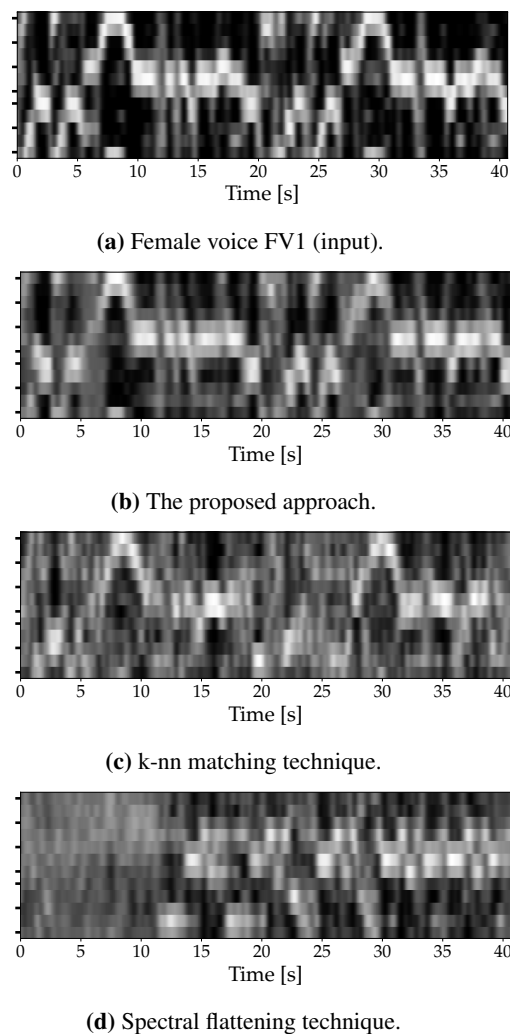 0 5 10 15 20 25 30 35 40
Time [s]
(a) Female voice FV1 (input).
0 5 10 15 20 25 30 35 40
Time [s]
(b) The proposed approach.
0 5 10 15 20 25 30 35 40
Time [s]
(c) k-nn matching technique.
0 5 10 15 20 25 30 35 40
Time [s]
(d) Spectral flattening technique.